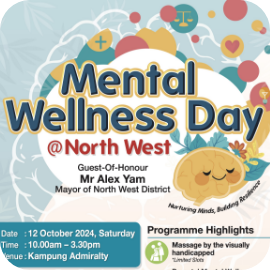 Mental
Wellness Day
@North West
Guest-Of-Honour
Mr Alex Yam
Mayor of North West District
Nurturing Minds, Building Resilience
Date : 12 October 2024, Saturday
Time : 10.00am – 3.30pm
Venue : Kampung Admiralty
Programme Highlights
Massage by the visually
handicapped
*Limited Slots